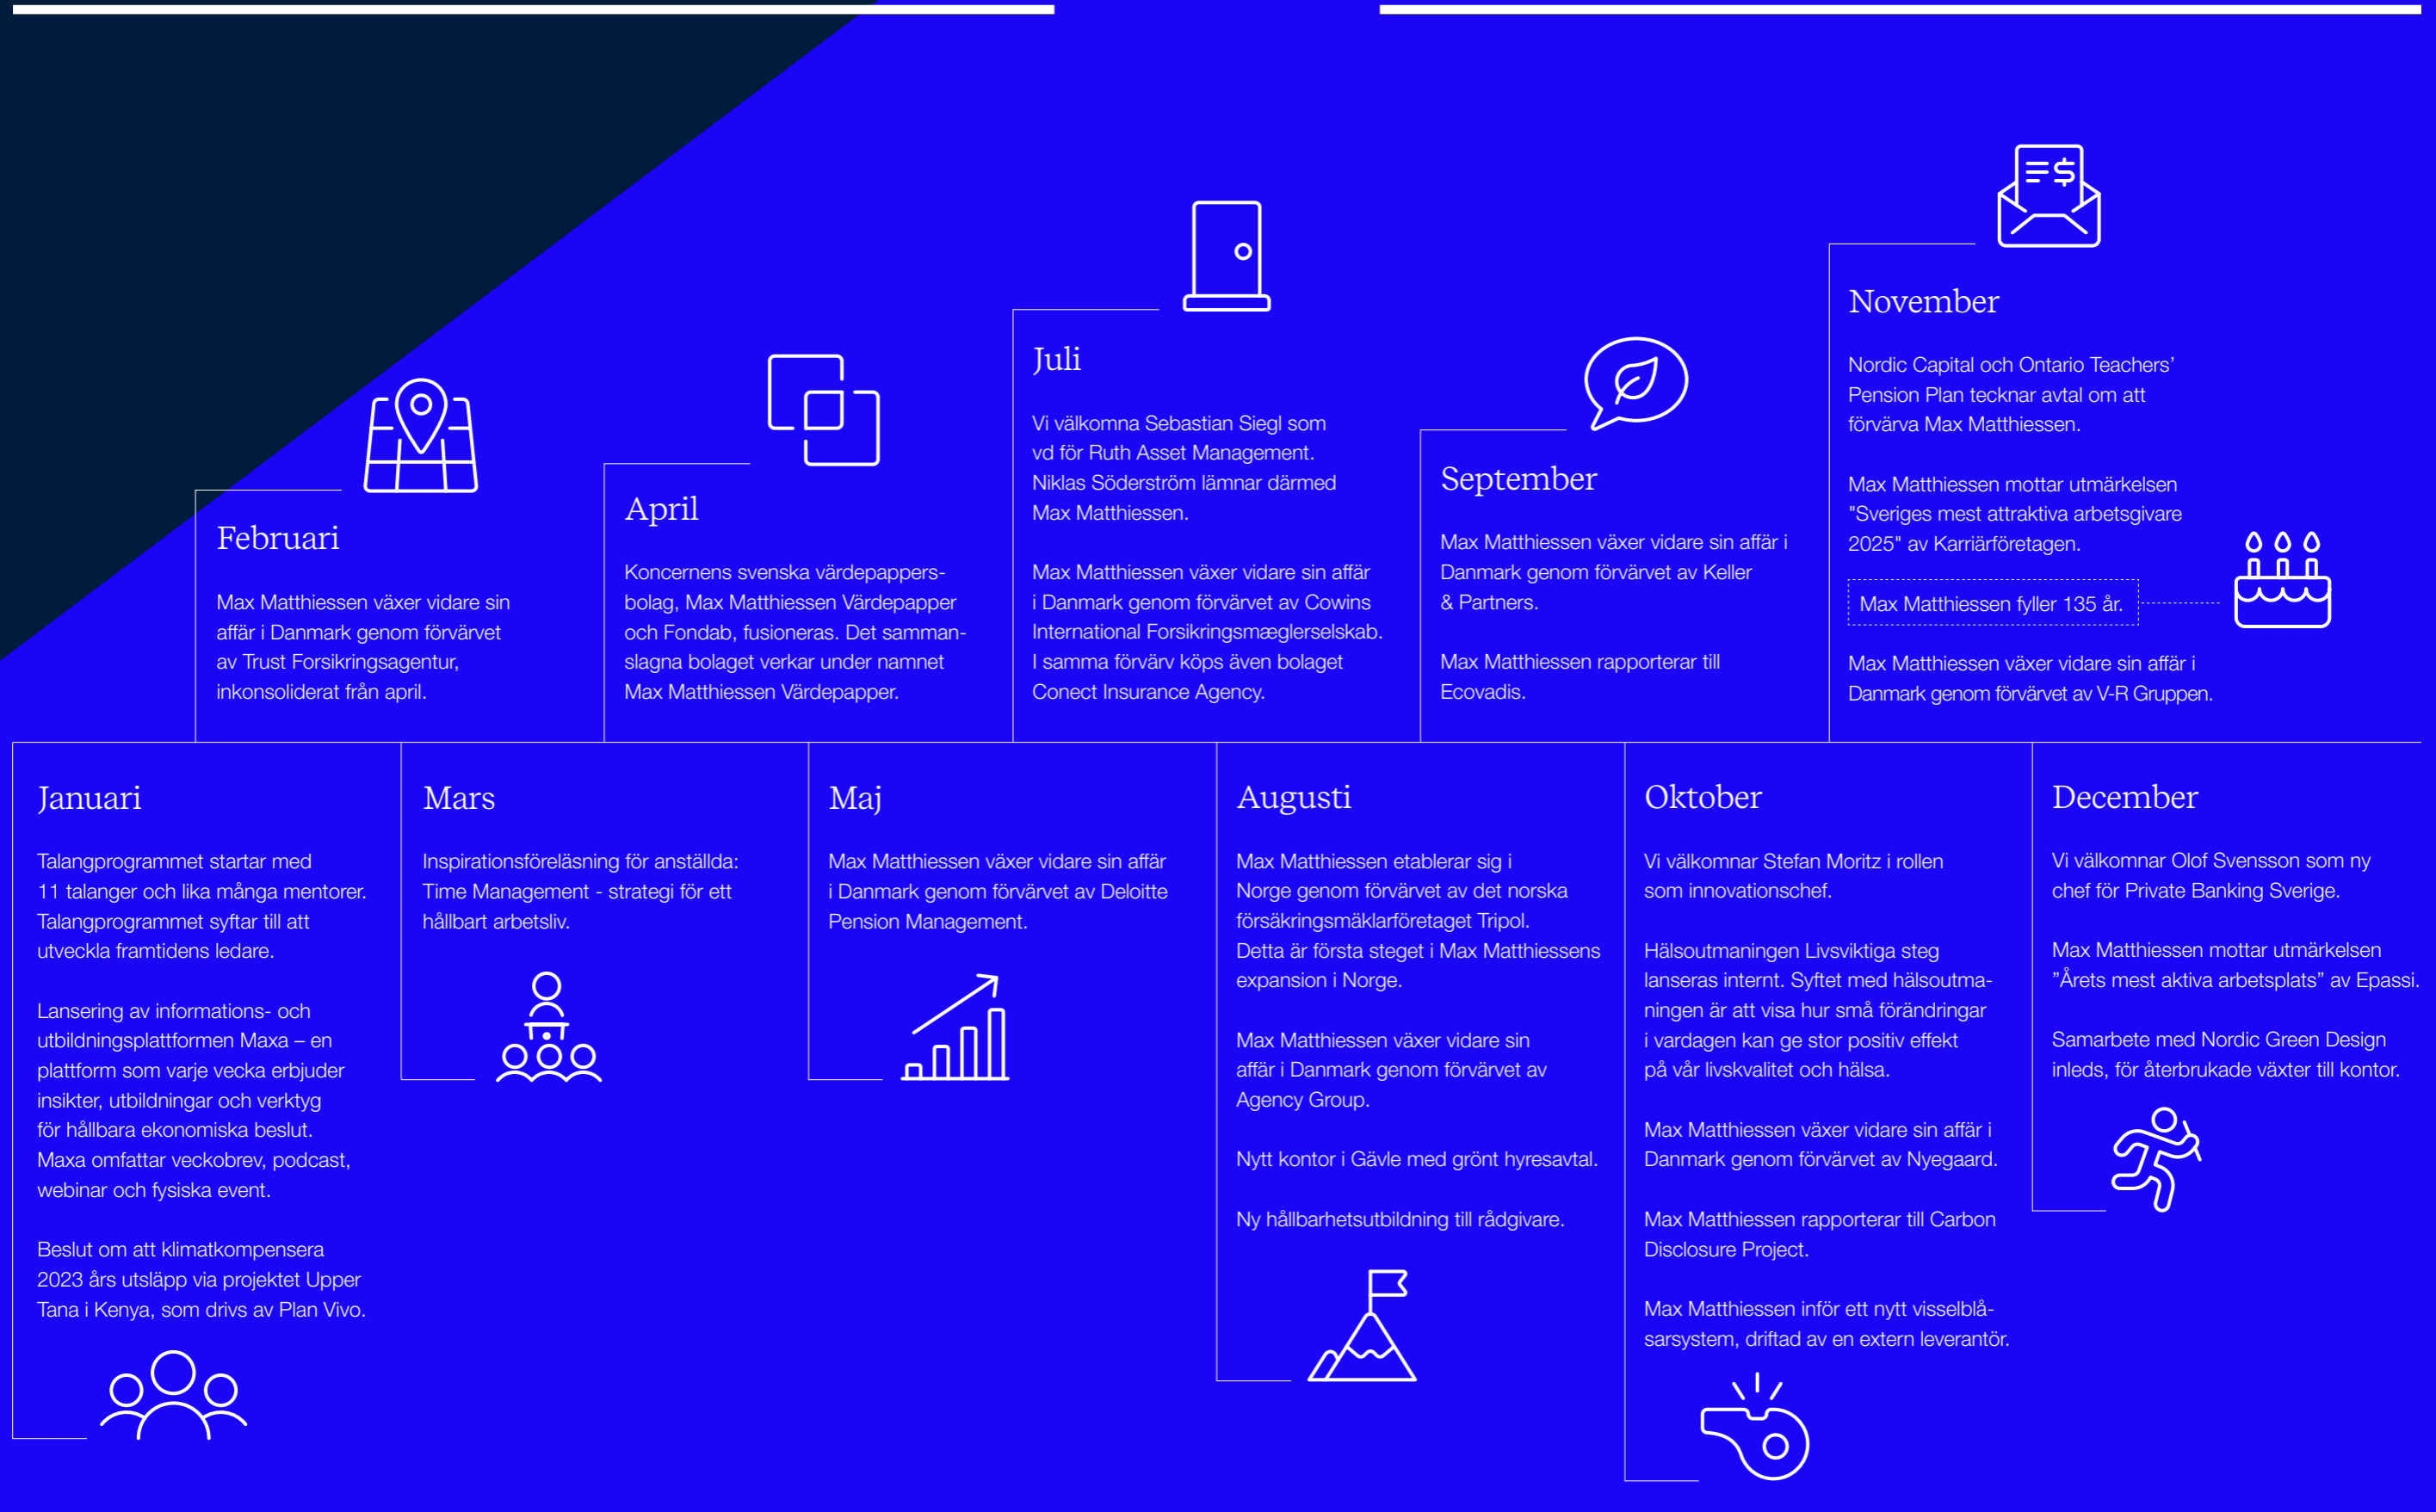 Januari
Talangprogrammet startar med
11 talanger och lika många mentorer.
Talangprogrammet syftar till att
utveckla framtidens ledare.
Lansering av informations- och
utbildningsplattformen Maxa – en
plattform som varje vecka erbjuder
insikter, utbildningar och verktyg
för hållbara ekonomiska beslut.
Maxa omfattar veckobrev, podcast,
webinar och fysiska event.
Beslut om att klimatkompensera
2023 års utsläpp via projektet Upper
Tana i Kenya, som drivs av Plan Vivo.
Februari
Max Matthiessen växer vidare sin
affär i Danmark genom förvärvet
av Trust Forsikringsagentur,
inkonsoliderat från april.
Mars
Inspirationsföreläsning för anställda:
Time Management - strategi för ett
hållbart arbetsliv.
April
Koncernens svenska värdepappers-
bolag, Max Matthiessen Värdepapper
och Fondab, fusioneras. Det samman-
slagna bolaget verkar under namnet
Max Matthiessen Värdepapper.
Maj
Max Matthiessen växer vidare sin affär
i Danmark genom förvärvet av Deloitte
Pension Management.
Juli
Vi välkomna Sebastian Siegl som
vd för Ruth Asset Management.
Niklas Söderström lämnar därmed
Max Matthiessen.
Max Matthiessen växer vidare sin affär
i Danmark genom förvärvet av Cowins
International Forsikringsmæglerselskab.
I samma förvärv köps även bolaget
Conect Insurance Agency.
Augusti
Max Matthiessen etablerar sig i
Norge genom förvärvet av det norska
försäkringsmäklarföretaget Tripol.
Detta är första steget i Max Matthiessens
expansion i Norge.
Max Matthiessen växer vidare sin
affär i Danmark genom förvärvet av
Agency Group.
Nytt kontor i Gävle med grönt hyresavtal.
Ny hållbarhetsutbildning till rådgivare.
September
Max Matthiessen växer vidare sin affär i
Danmark genom förvärvet av Keller
& Partners.
Max Matthiessen rapporterar till
Ecovadis.
Oktober
Vi välkomnar Stefan Moritz i rollen
som innovationschef.
Hälsoutmaningen Livsviktiga steg
lanseras internt. Syftet med hälsoutma-
ningen är att visa hur små förändringar
i vardagen kan ge stor positiv effekt
på vår livskvalitet och hälsa.
Max Matthiessen växer vidare sin affär i
Danmark genom förvärvet av Nyegaard.
Max Matthiessen rapporterar till Carbon
Disclosure Project.
Max Matthiessen inför ett nytt visselblå-
sarsystem, driftad av en extern leverantör.
November
Nordic Capital och Ontario Teachers’
Pension Plan tecknar avtal om att
förvärva Max Matthiessen.
Max Matthiessen mottar utmärkelsen
"Sveriges mest attraktiva arbetsgivare
2025" av Karriärföretagen.
Max Matthiessen fyller 135 år.
Max Matthiessen växer vidare sin affär i
Danmark genom förvärvet av V-R Gruppen.
December
Vi välkomnar Olof Svensson som ny
chef för Private Banking Sverige.
Max Matthiessen mottar utmärkelsen
”Årets mest aktiva arbetsplats” av Epassi.
Samarbete med Nordic Green Design
inleds, för återbrukade växter till kontor.